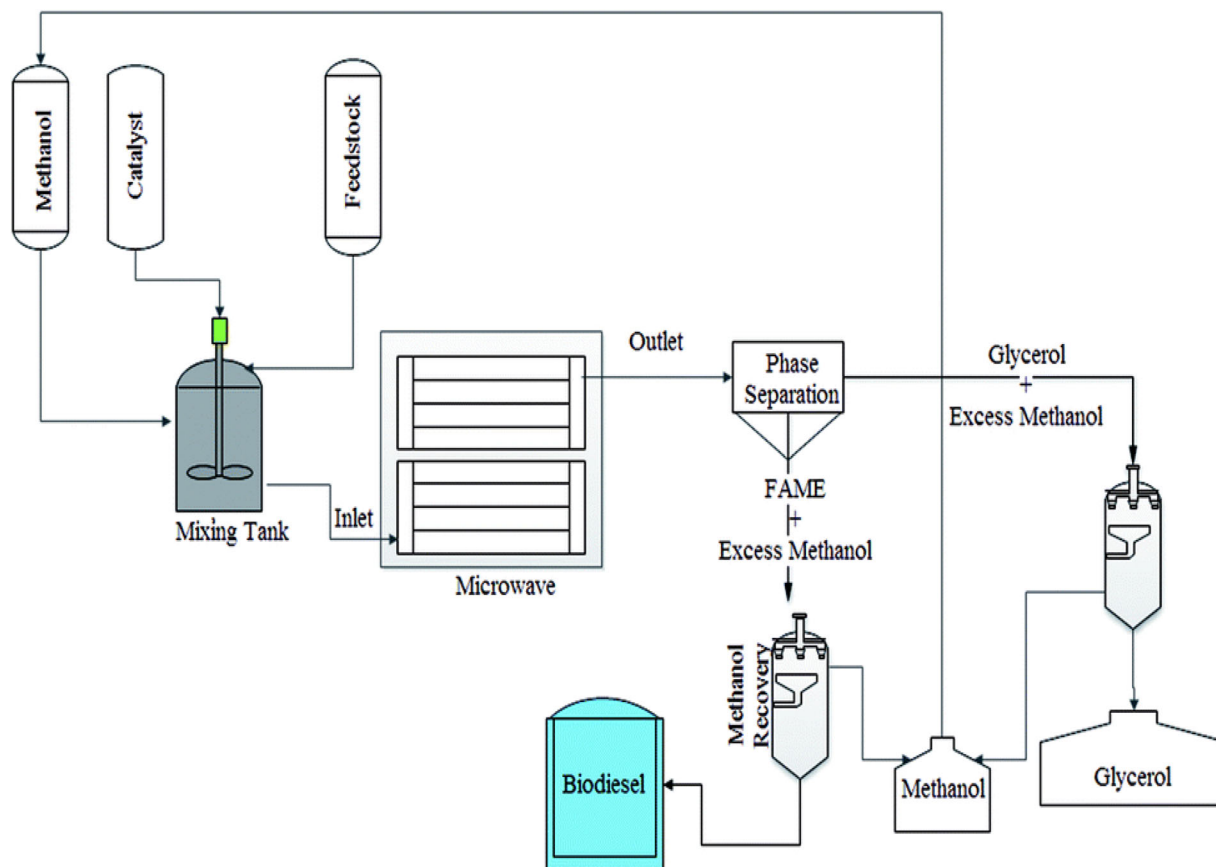 Methanol
Catalyst
Feedstock
Outlet
Phase
Separation
Glycerol
+
Excess Methanol
Mixing Tank
Inlet
Microwave
FAME
+
Excess Methanol
Methanol
Recovery
Biodiesel
Methanol
Glycerol